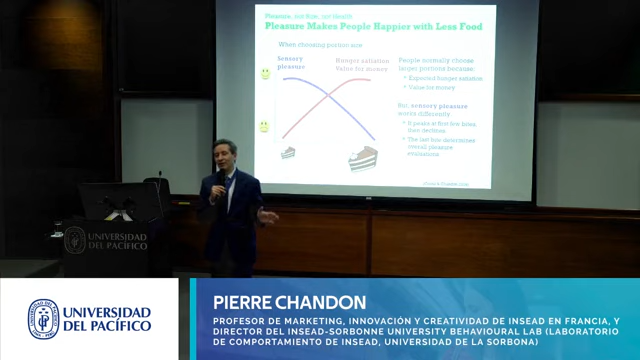 Pleasure, not Size, not Health
Pleasure Makes People Happier with Less Food
When choosing portion size
Sensory
pleasure
Hunger satiation
Value for money
People normally choose
larger portions because:
Expected hunger satiation
Value for money
But, sensory pleasure
works differently
It peaks at first few bites
then declines.
The last bite determines
overall pleasure
evaluations.
UNIVERSIDAD
DEL PACÍFICO
UNIVERSIDAD
DEL PACÍFICO
PIERRE CHANDON
PROFESOR DE MARKETING, INNOVACIÓN Y CREATIVIDAD DE INSEAD EN FRANCIA, Y
DIRECTOR DEL INSEAD-SORBONNE UNIVERSITY BEHAVIOURAL LAB (LABORATORIO
DE COMPORTAMIENTO DE INSEAD, UNIVERSIDAD DE LA SORBONA)